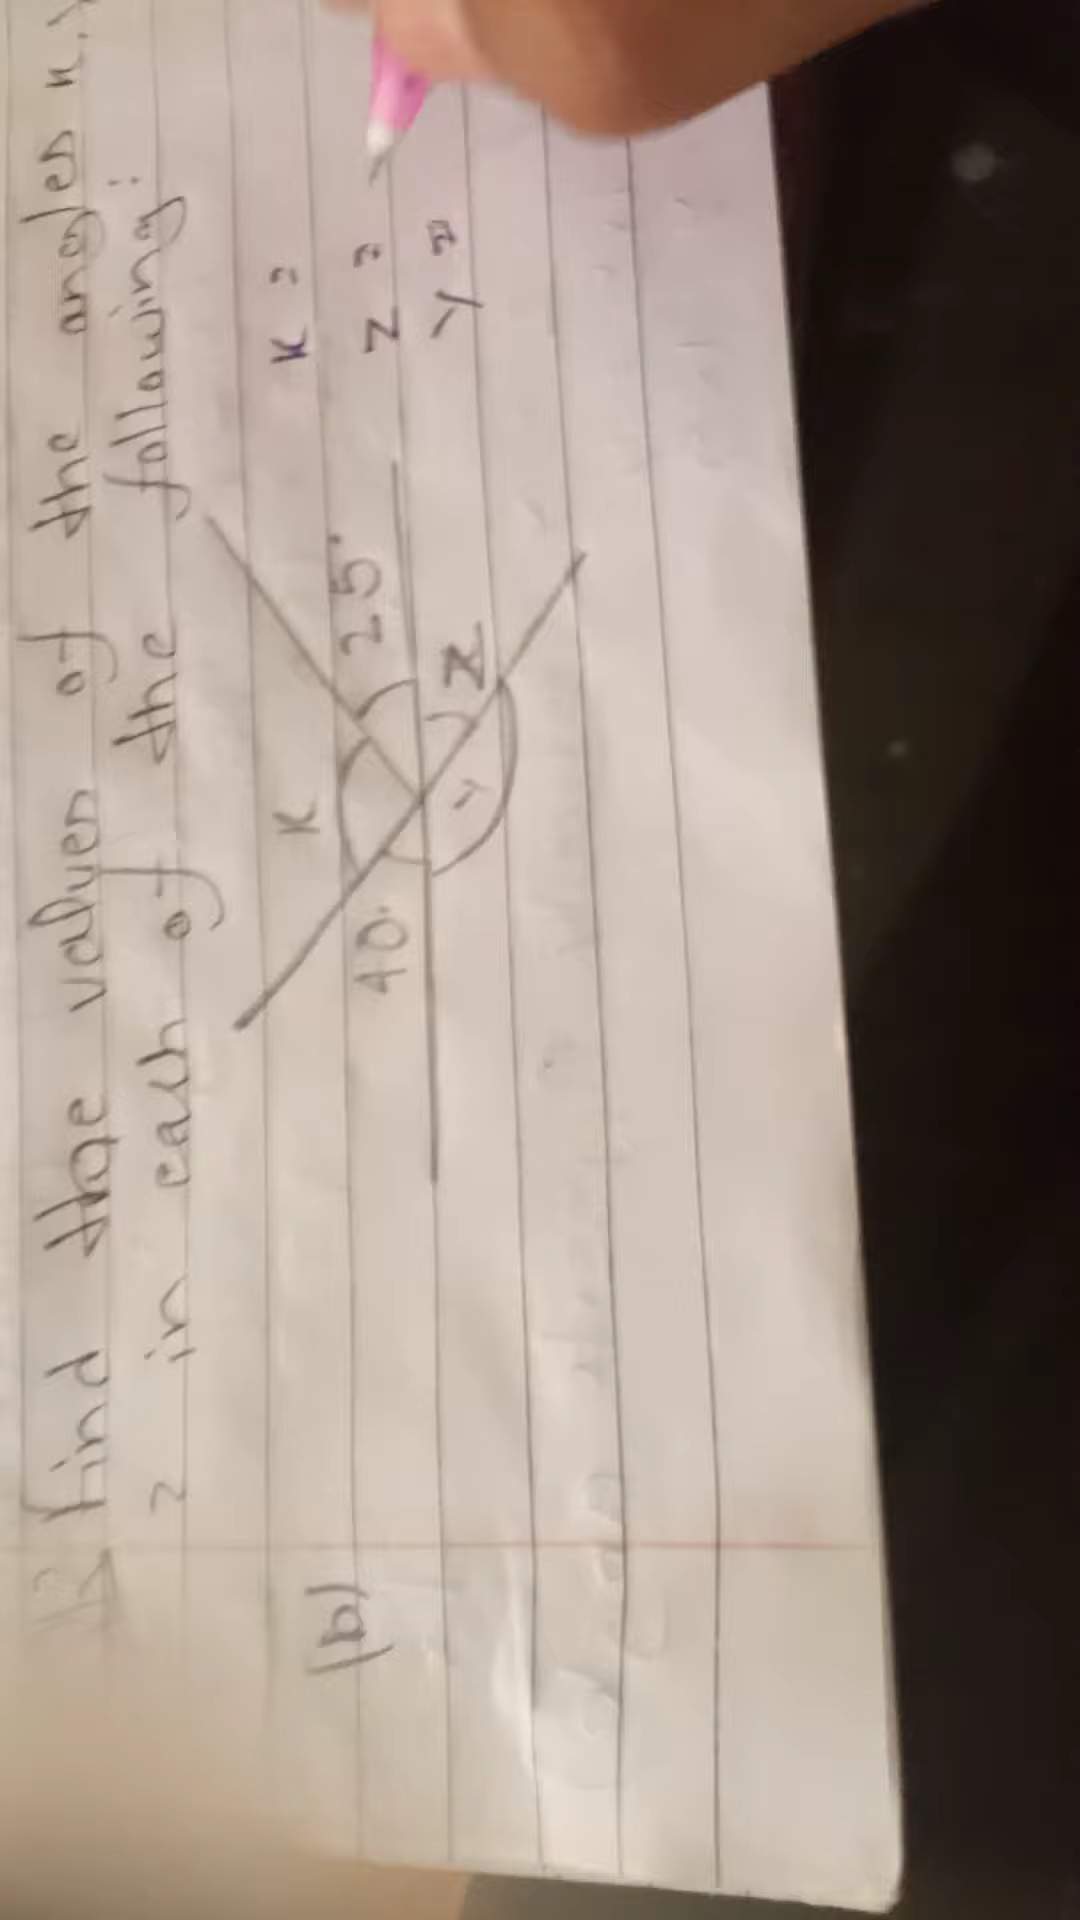 Find the values of the angles x, y
z in each of the following:
(b)
x
40°
25°
y
z
x =
z =
y =